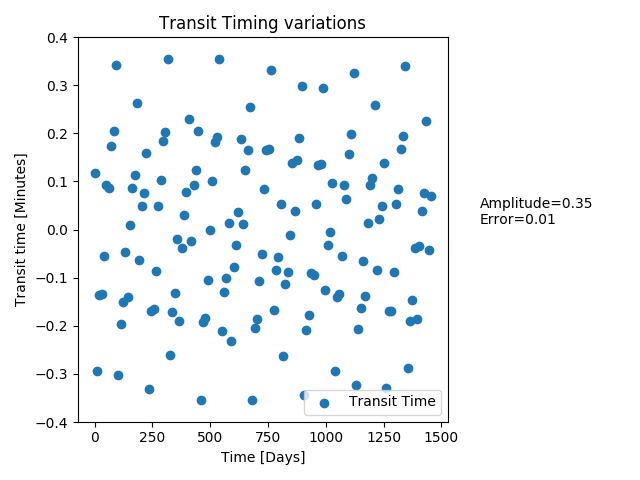 Transit Timing variations
0.4
0.3
0.2
0.1
0.0
−0.1
−0.2
−0.3
−0.4
Transit time [Minutes]
Amplitude=0.35
Error=0.01
Transit Time
0 250 500 750 1000 1250 1500
Time [Days]